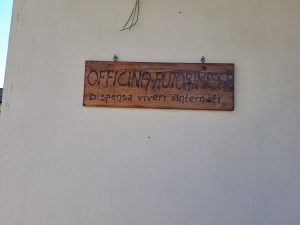 OFFICINA AUTORIMESSA
Dispensa viveri internati